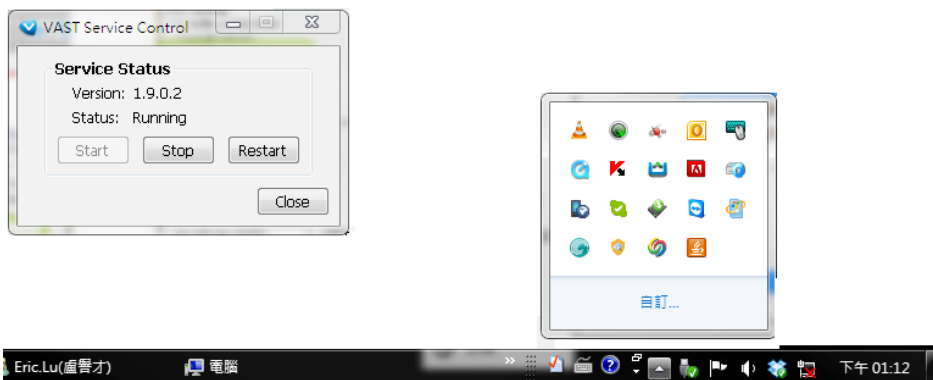 VAST Service Control
Service Status
Version: 1.9.0.2
Status: Running
Start Stop Restart
Close
自訂...
Eric.Lu(盧譽才) 電腦 » 下午 01:12